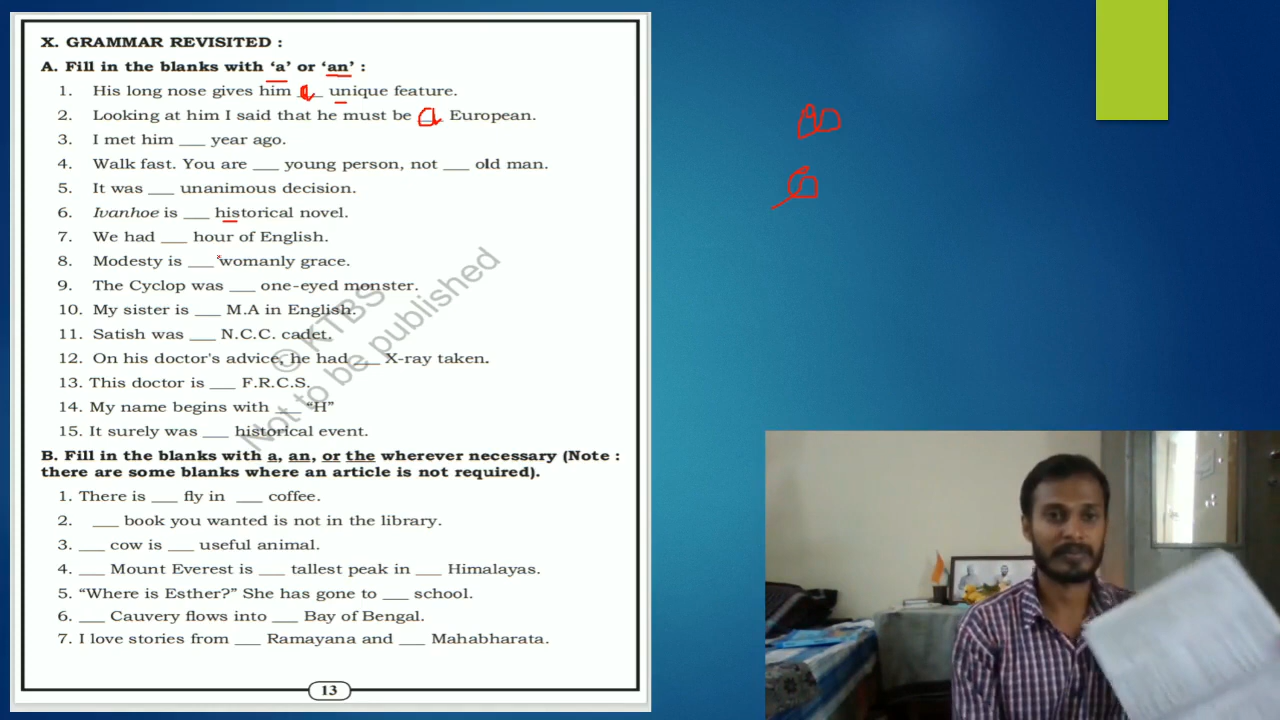 X. GRAMMAR REVISITED :
A. Fill in the blanks with ‘a’ or ‘an’ :
1. His long nose gives him a unique feature.
2. Looking at him I said that he must be a European.
3. I met him ___ year ago.
4. Walk fast. You are ___ young person, not ___ old man.
5. It was ___ unanimous decision.
6. Ivanhoe is ___ historical novel.
7. We had ___ hour of English.
8. Modesty is ___ womanly grace.
9. The Cyclop was ___ one-eyed monster.
10. My sister is ___ M.A in English.
11. Satish was ___ N.C.C. cadet.
12. On his doctor's advice, he had ___ X-ray taken.
13. This doctor is ___ F.R.C.S.
14. My name begins with ___ “H”
15. It surely was ___ historical event.
© KTBS
Not to be published
B. Fill in the blanks with a, an, or the wherever necessary (Note :
there are some blanks where an article is not required).
1. There is ___ fly in ___ coffee.
2. ___ book you wanted is not in the library.
3. ___ cow is ___ useful animal.
4. ___ Mount Everest is ___ tallest peak in ___ Himalayas.
5. “Where is Esther?” She has gone to ___ school.
6. ___ Cauvery flows into ___ Bay of Bengal.
7. I love stories from ___ Ramayana and ___ Mahabharata.
13